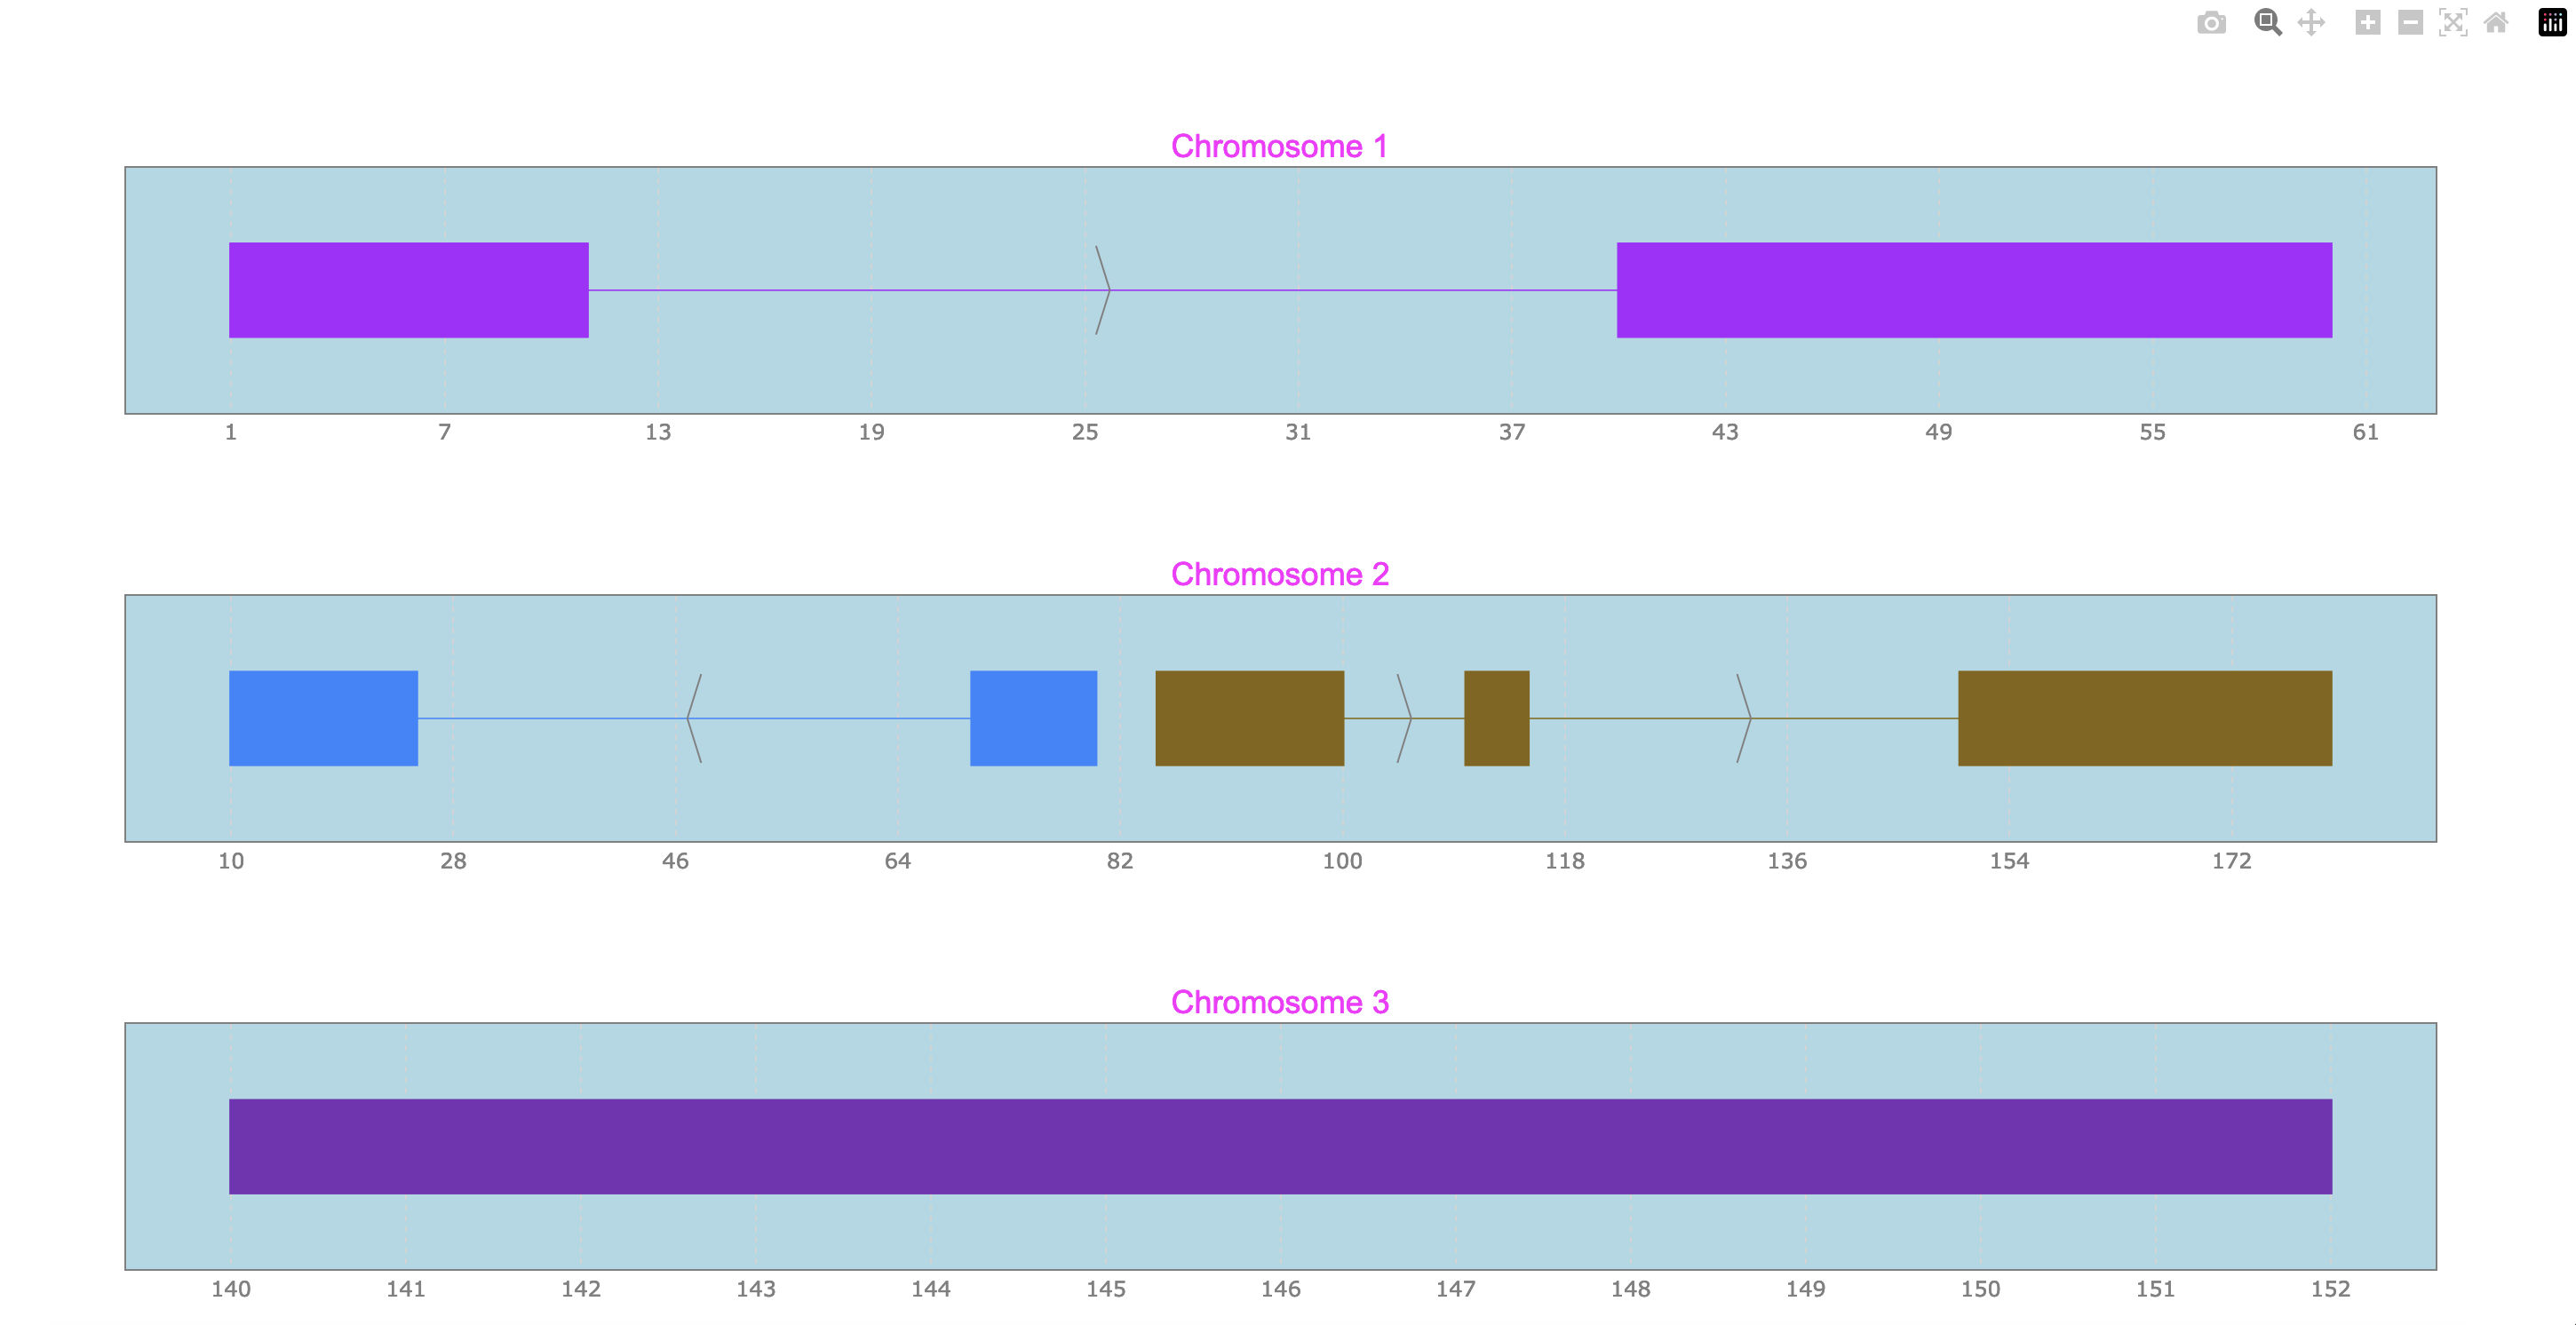 Chromosome 1
1 7 13 19 25 31 37 43 49 55 61
Chromosome 2
10 28 46 64 82 100 118 136 154 172
Chromosome 3
140 141 142 143 144 145 146 147 148 149 150 151 152